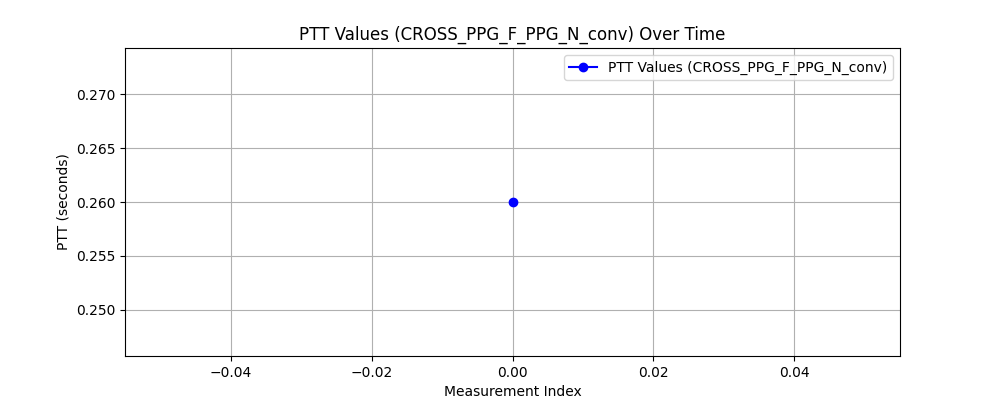 PTT Values (CROSS_PPG_F_PPG_N_conv) Over Time
PTT Values (CROSS_PPG_F_PPG_N_conv)
0.270
0.265
0.260
0.255
0.250
PTT (seconds)
−0.04 −0.02 0.00 0.02 0.04
Measurement Index